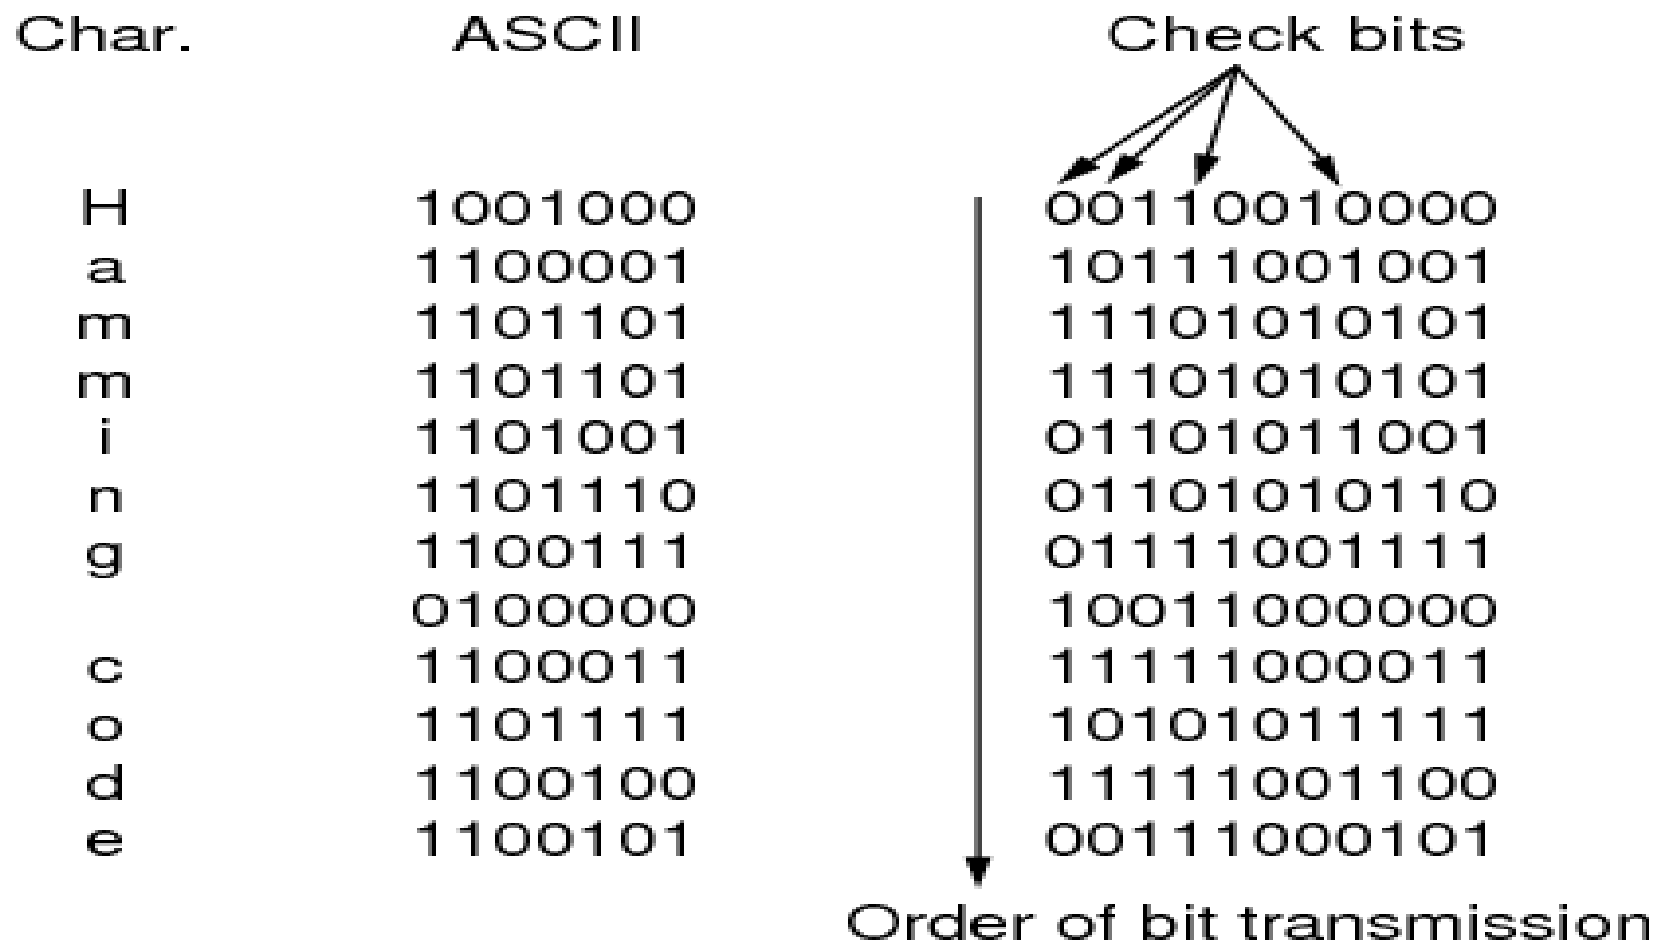 Char. ASCII Check bits
H 1001000 00110010000
a 1100001 10111001001
m 1101101 11101010101
m 1101101 11101010101
i 1101001 01101011001
n 1101110 01101010110
g 1100111 01111001111
0100000 10011000000
c 1100011 11111000011
o 1101111 10101011111
d 1100100 11111001100
e 1100101 00111000101
Order of bit transmission